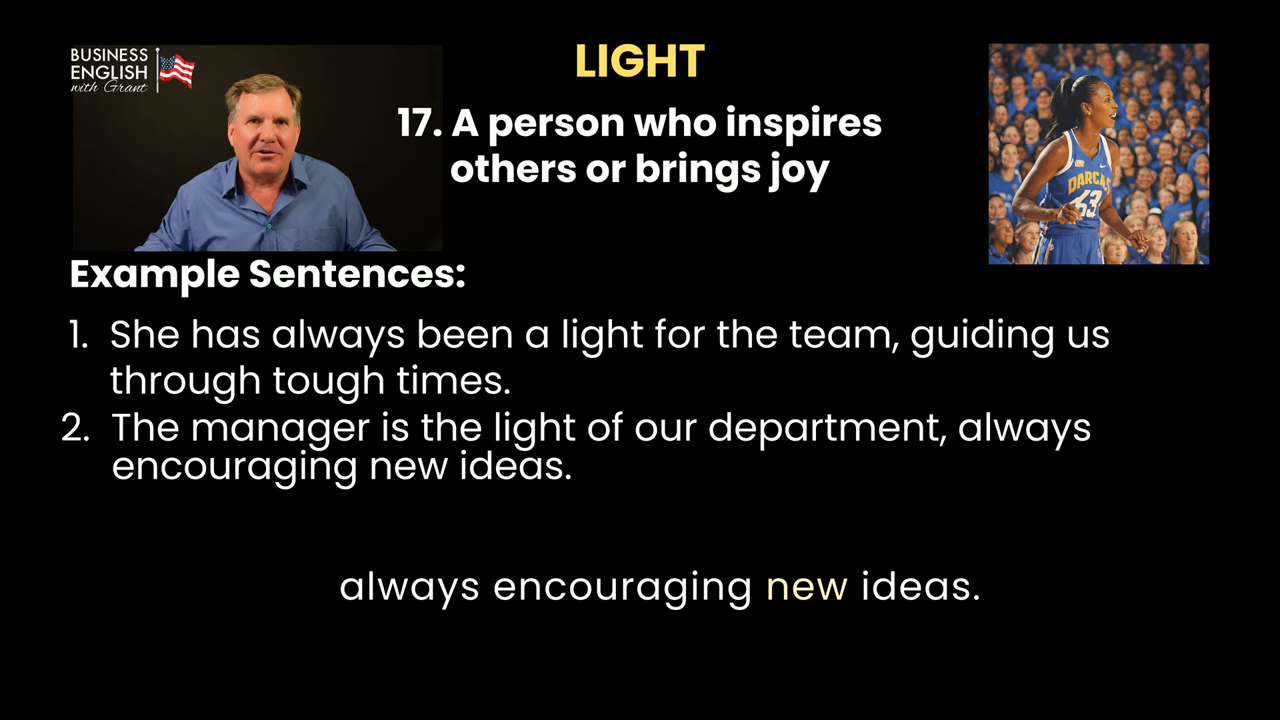 BUSINESS
ENGLISH
with Grant
LIGHT
17. A person who inspires
others or brings joy
DARCA
63
Example Sentences:
1. She has always been a light for the team, guiding us
through tough times.
2. The manager is the light of our department, always
encouraging new ideas.
always encouraging new ideas.